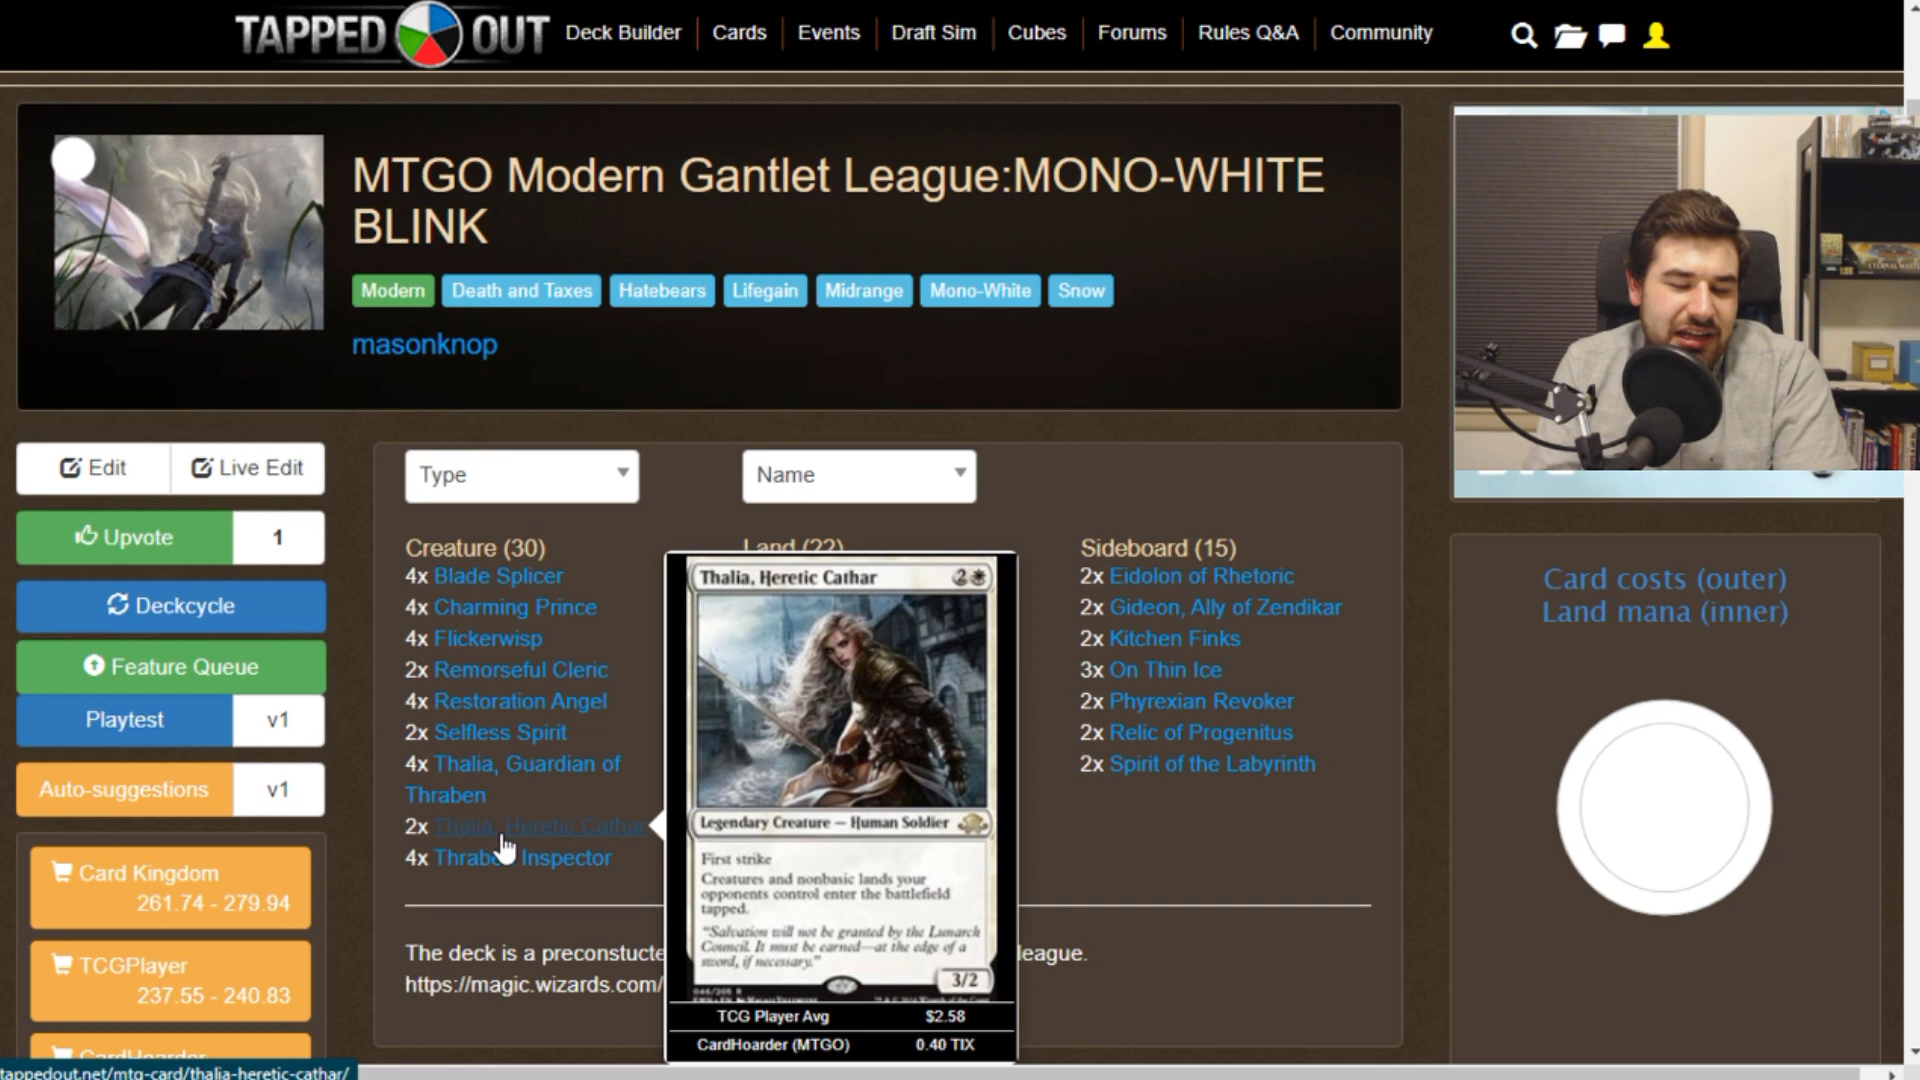 TAPPED OUT
Deck Builder
Cards
Events
Draft Sim
Cubes
Forums
Rules Q&A
Community
MTGO Modern Gantlet League:MONO-WHITE
BLINK
Modern
Death and Taxes
Hatebears
Lifegain
Midrange
Mono-White
Snow
masonknop
Edit
Live Edit
Upvote
1
Deckcycle
Feature Queue
Playtest
v1
Auto-suggestions
v1
Card Kingdom
261.74 - 279.94
TCGPlayer
237.55 - 240.83
CardHoarder
Type
Name
Creature (30)
4x Blade Splicer
4x Charming Prince
4x Flickerwisp
2x Remorseful Cleric
4x Restoration Angel
2x Selfless Spirit
4x Thalia, Guardian of
Thraben
2x Thalia, Heretic Cathar
4x Thraben Inspector
Land (22)
Thalia, Heretic Cathar 2
Legendary Creature — Human Soldier
First strike
Creatures and nonbasic lands your
opponents control enter the battlefield
tapped.
"Salvation will not be granted by the Lunarch
Council. It must be earned—at the edge of a
sword, if necessary."
3/2
TCG Player Avg $2.58
CardHoarder (MTGO) 0.40 TIX
Sideboard (15)
2x Eidolon of Rhetoric
2x Gideon, Ally of Zendikar
2x Kitchen Finks
3x On Thin Ice
2x Phyrexian Revoker
2x Relic of Progenitus
2x Spirit of the Labyrinth
The deck is a preconstucte league.
https://magic.wizards.com/
Card costs (outer)
Land mana (inner)
tappedout.net/mtg-card/thalia-heretic-cathar/